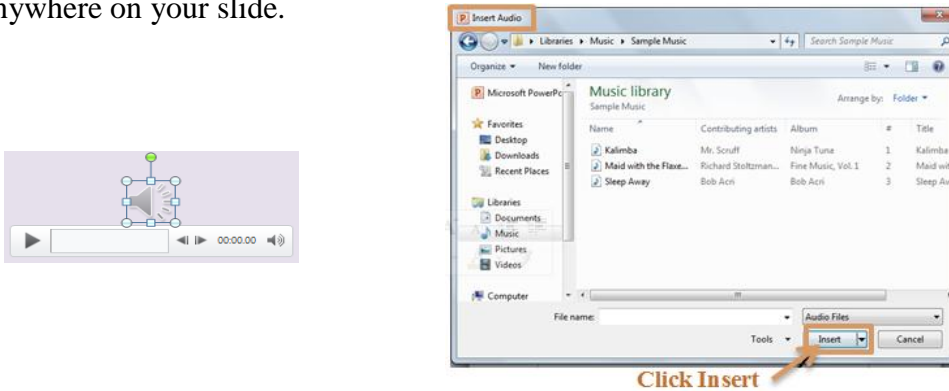 nywhere on your slide.
00:00.00
Insert Audio
Libraries Music Sample Music
Search Sample Music
Organize New folder
Microsoft PowerPo
Music library
Sample Music
Arrange by: Folder
Favorites
Desktop
Downloads
Recent Places
Libraries
Documents
Music
Pictures
Videos
Computer
Name Contributing artists Album # Title
Kalimba Mr. Scruff Ninja Tuna 1 Kalimba
Maid with the Flaxe... Richard Stoltzman... Fine Music, Vol. 1 2 Maid wit
Sleep Away Bob Acri Bob Acri 3 Sleep Aw
File name: Audio Files
Tools Insert Cancel
Click Insert